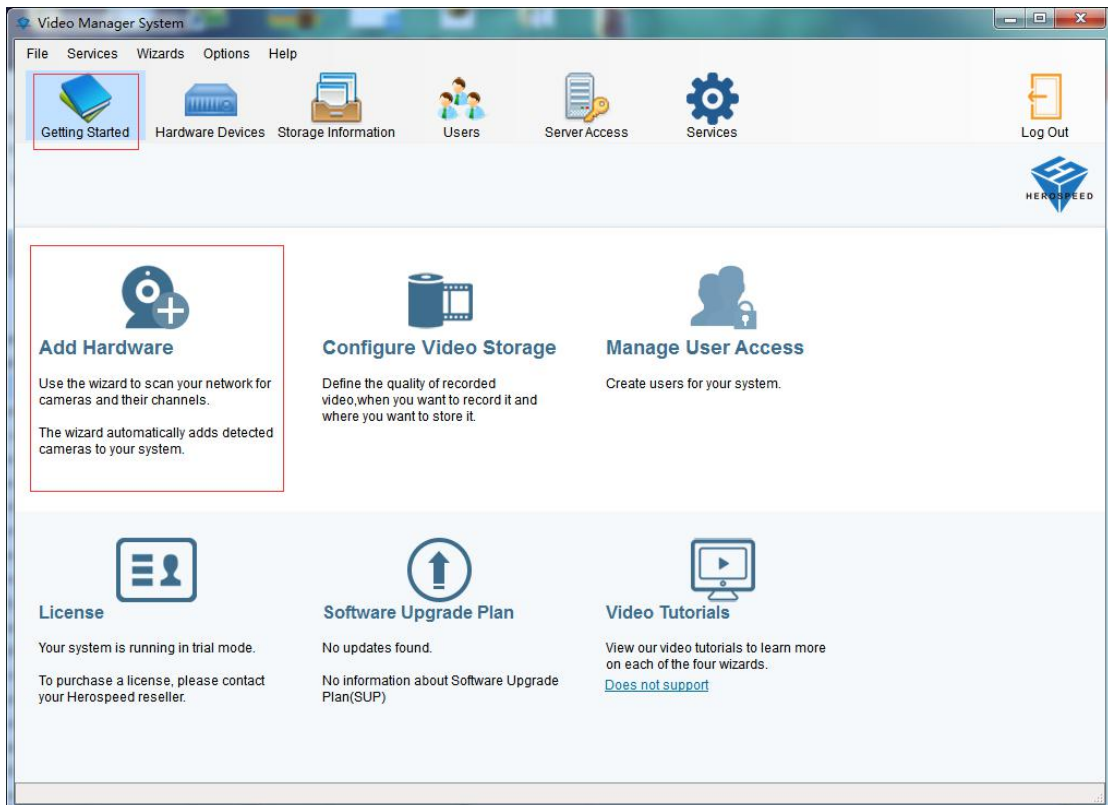 Video Manager System
File Services Wizards Options Help
Getting Started Hardware Devices Storage Information Users Server Access Services Log Out
HEROSPEED
Add Hardware
Use the wizard to scan your network for
cameras and their channels.
The wizard automatically adds detected
cameras to your system.
Configure Video Storage
Define the quality of recorded
video,when you want to record it and
where you want to store it.
Manage User Access
Create users for your system.
License
Your system is running in trial mode.
To purchase a license, please contact
your Herospeed reseller.
Software Upgrade Plan
No updates found.
No information about Software Upgrade
Plan(SUP)
Video Tutorials
View our video tutorials to learn more
on each of the four wizards.
Does not support